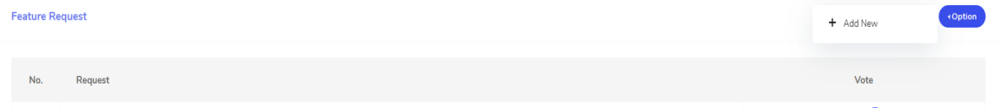 Feature Request
+ Add New
Option
No. Request Vote